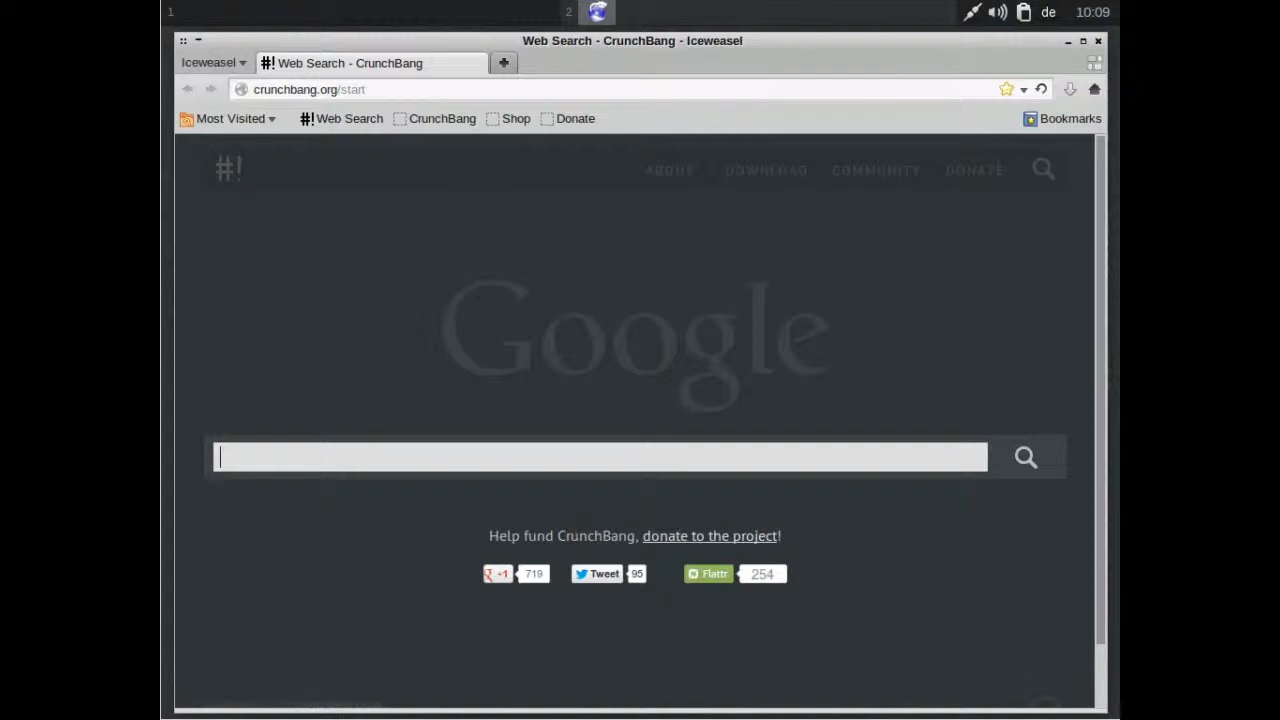 1 2 de 10:09
Web Search - CrunchBang - Iceweasel
Iceweasel #! Web Search - CrunchBang
crunchbang.org/start
Most Visited #! Web Search CrunchBang Shop Donate Bookmarks
#! ABOUT DOWNLOAD COMMUNITY DONATE
Google
Help fund CrunchBang, donate to the project!
+1 719 Tweet 95 Flattr 254